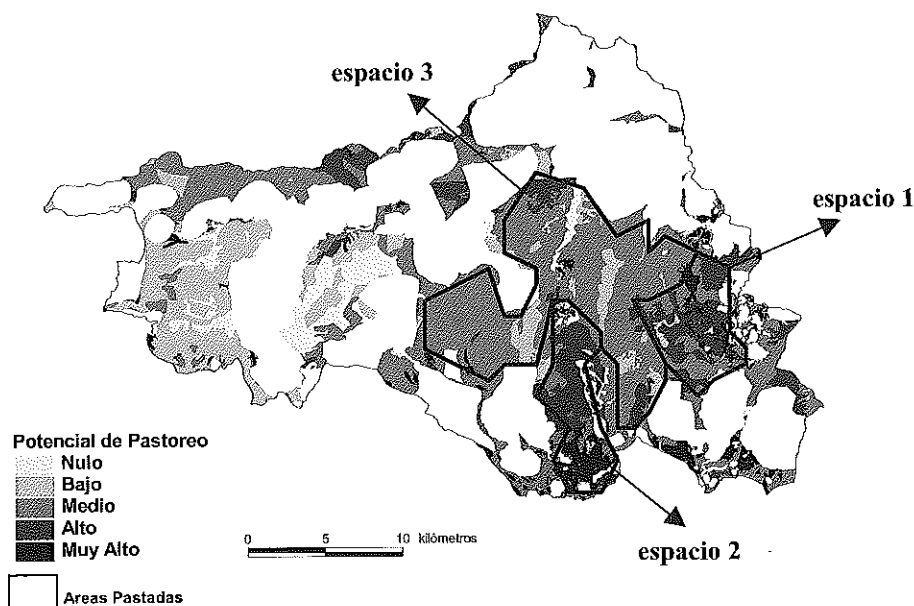 espacio 3
espacio 1
Potencial de Pastoreo
Nulo
Bajo
Medio
Alto
Muy Alto
0 5 10 kilómetros
espacio 2
Areas Pastadas